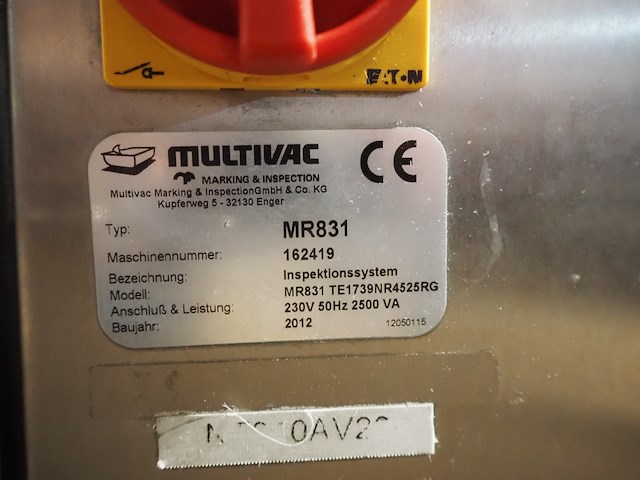 EATON
MULTIVAC
MARKING & INSPECTION
CE
Multivac Marking & InspectionGmbH & Co. KG
Kupferweg 5 - 32130 Enger
Typ: MR831
Maschinennummer: 162419
Bezeichnung: Inspektionssystem
Modell: MR831 TE1739NR4525RG
Anschluß & Leistung: 230V 50Hz 2500 VA
Baujahr: 2012
12050115